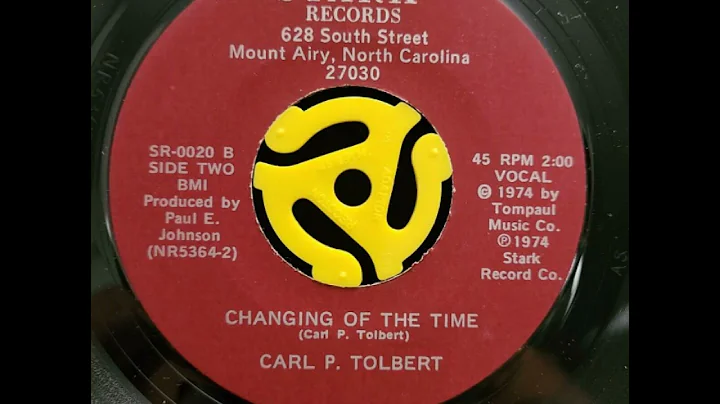 RECORDS
628 South Street
Mount Airy, North Carolina
27030
SR-0020 B
SIDE TWO
BMI
Produced by
Paul E.
Johnson
(NR5364-2)
45 RPM 2:00
VOCAL
© 1974 by
Tompaul
Music Co.
℗ 1974
Stark
Record Co.
CHANGING OF THE TIME
(Carl P. Tolbert)
CARL P. TOLBERT